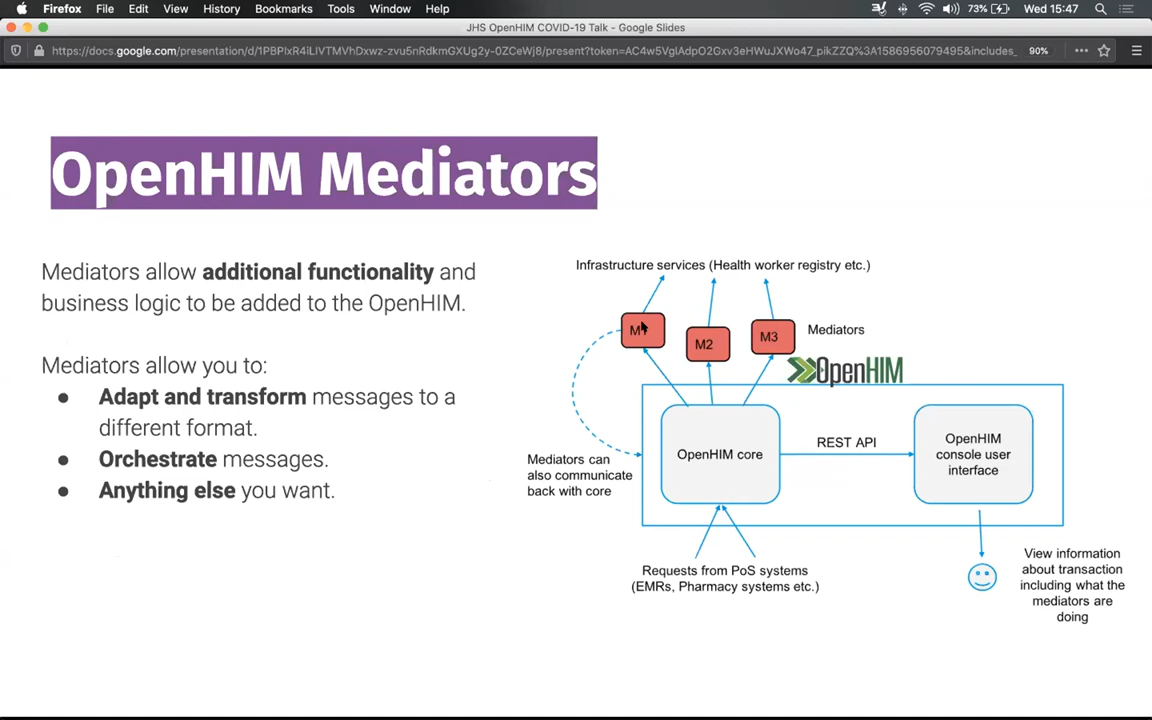 Firefox File Edit View History Bookmarks Tools Window Help 73% Wed 15:47
JHS OpenHIM COVID-19 Talk - Google Slides
90%
OpenHIM Mediators
Mediators allow additional functionality and
business logic to be added to the OpenHIM.
Mediators allow you to:
● Adapt and transform messages to a
different format.
● Orchestrate messages.
● Anything else you want.
Infrastructure services (Health worker registry etc.)
M2
M3
Mediators
OpenHIM
OpenHIM core
REST API
OpenHIM
console user
interface
Mediators can
also communicate
back with core
Requests from PoS systems
(EMRs, Pharmacy systems etc.)
View information
about transaction
including what the
mediators are
doing